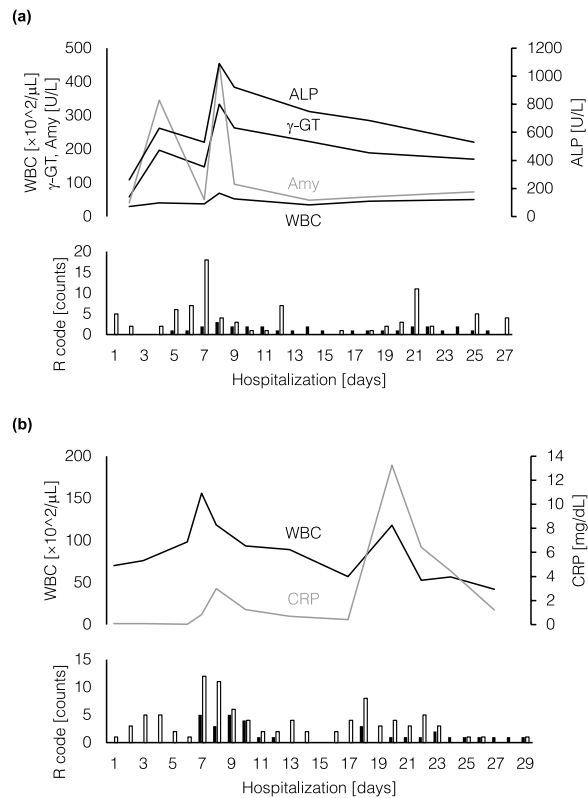 (a)
WBC [×10^2/μL]
γ-GT, Amy [U/L]
500
400
300
200
100
0
ALP
γ-GT
Amy
WBC
1200
1000
800
600
400
200
0
ALP [U/L]
R code [counts]
20
15
10
5
0
1 3 5 7 9 11 13 15 17 19 21 23 25 27
Hospitalization [days]
(b)
WBC [×10^2/μL]
200
150
100
50
0
WBC
CRP
14
12
10
8
6
4
2
0
CRP [mg/dL]
R code [counts]
15
10
5
0
1 3 5 7 9 11 13 15 17 19 21 23 25 27 29
Hospitalization [days]